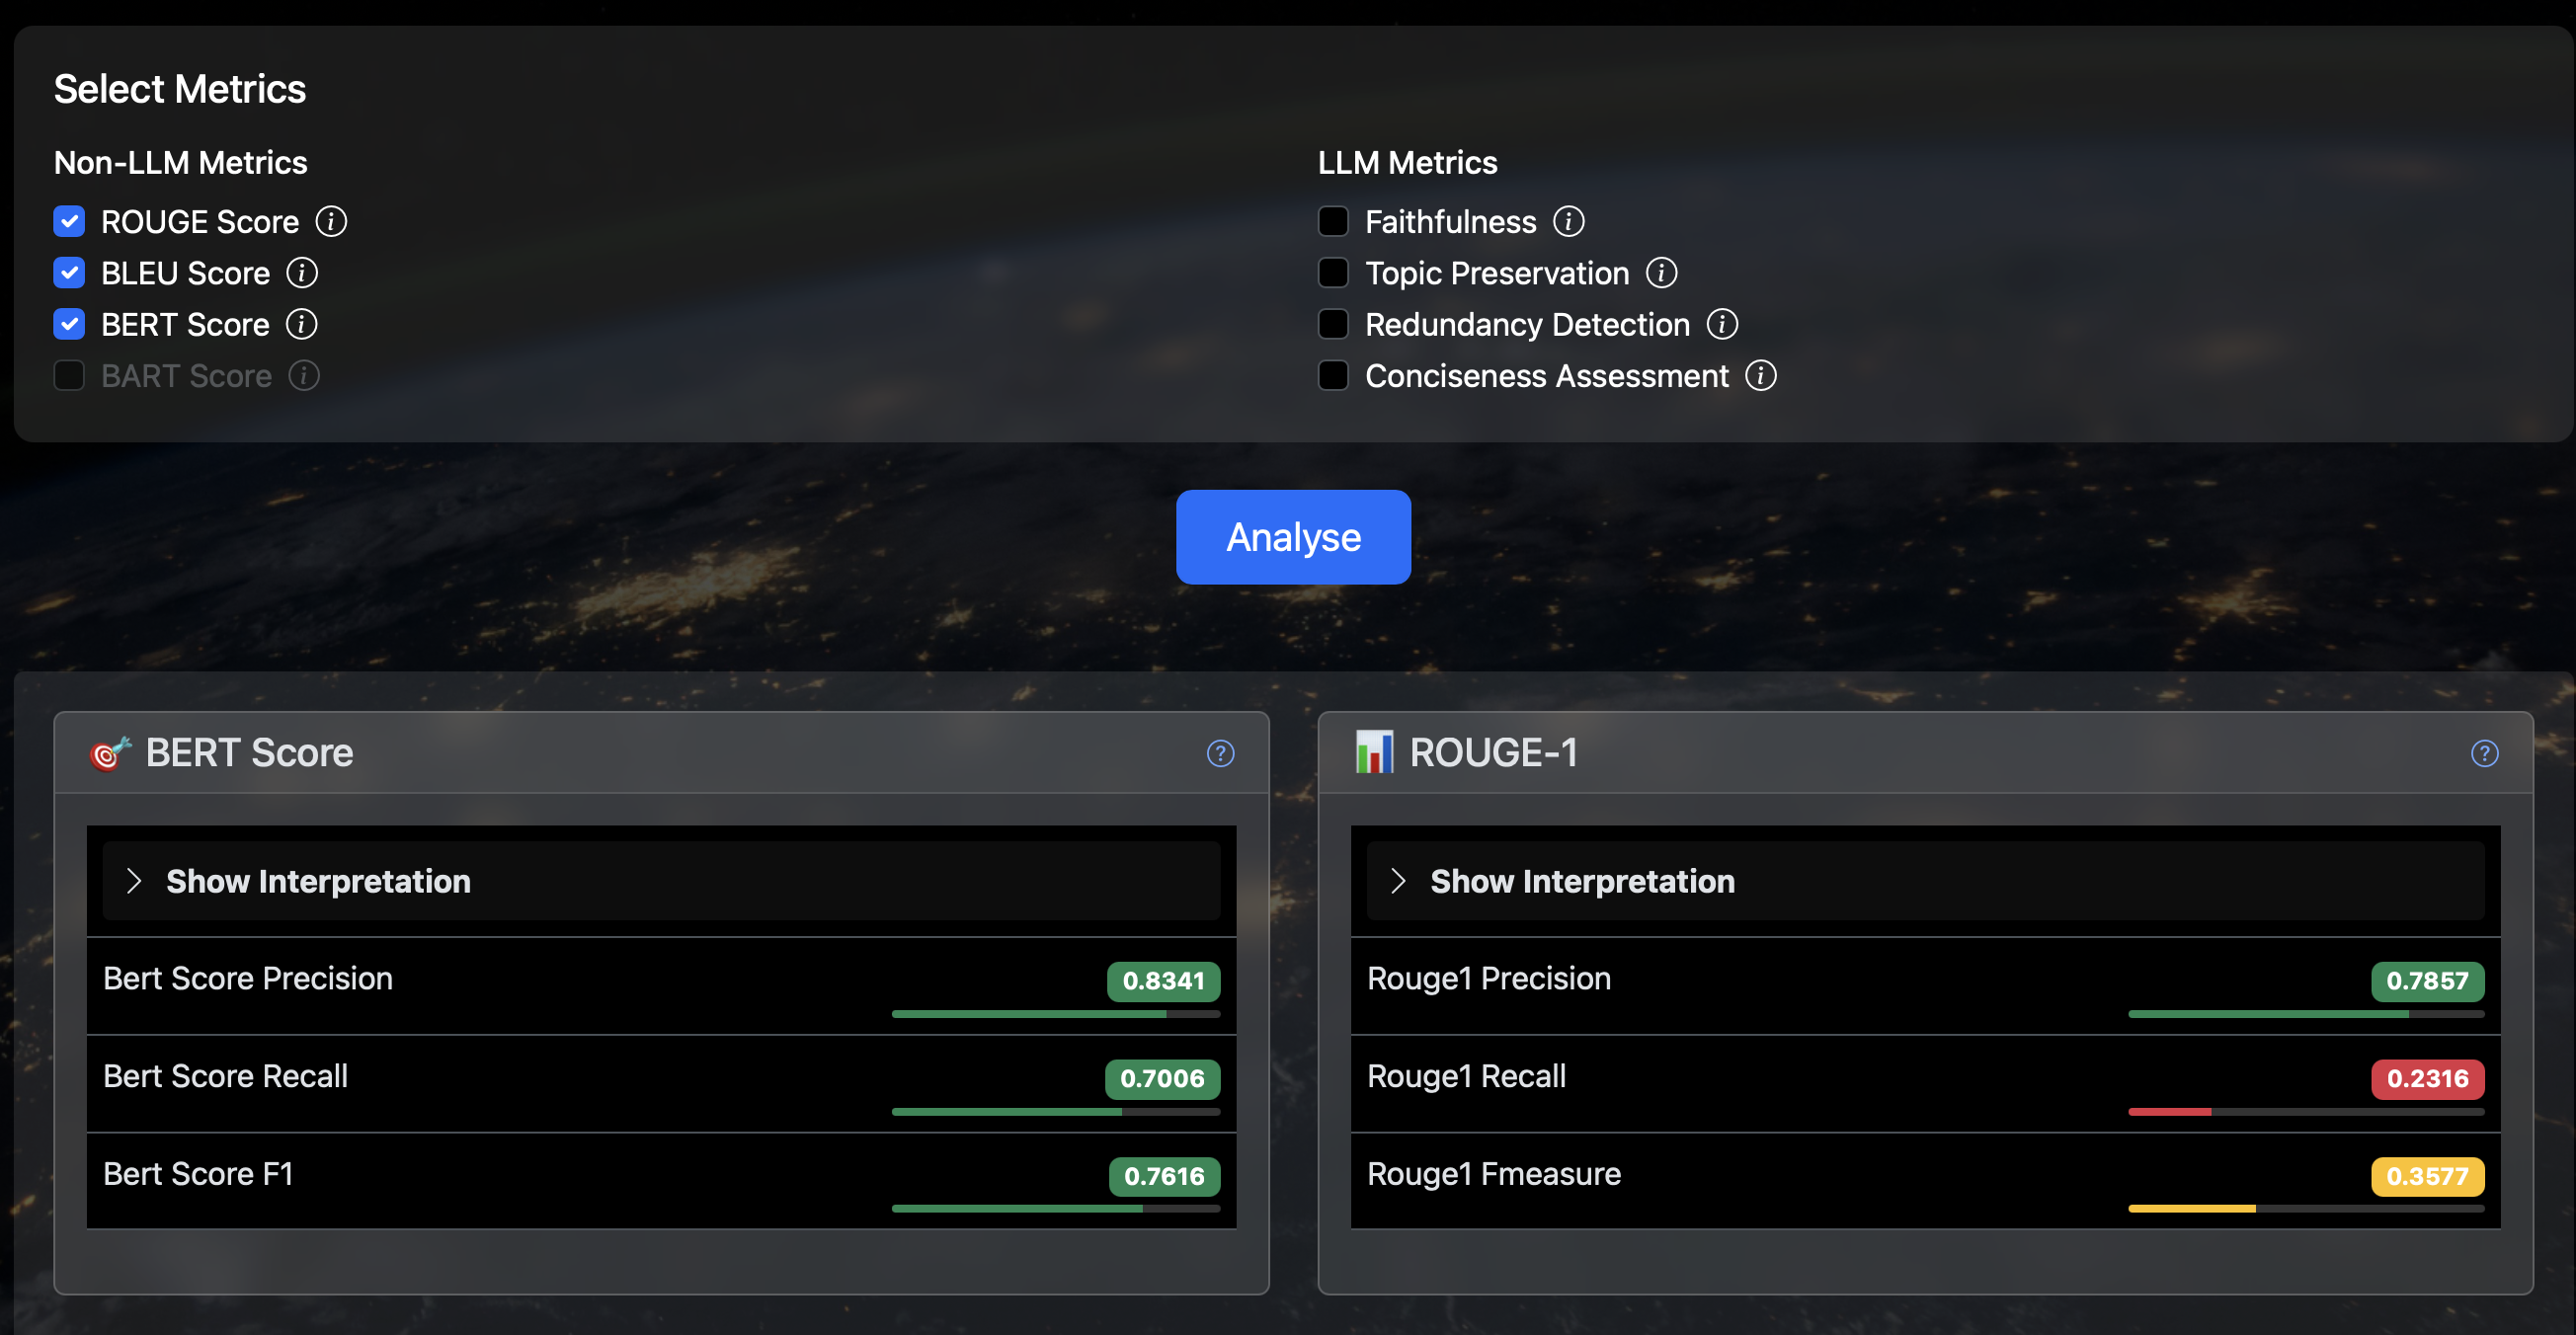 Select Metrics
Non-LLM Metrics
ROUGE Score
BLEU Score
BERT Score
BART Score
LLM Metrics
Faithfulness
Topic Preservation
Redundancy Detection
Conciseness Assessment
Analyse
BERT Score
Show Interpretation
Bert Score Precision 0.8341
Bert Score Recall 0.7006
Bert Score F1 0.7616
ROUGE-1
Show Interpretation
Rouge1 Precision 0.7857
Rouge1 Recall 0.2316
Rouge1 Fmeasure 0.3577